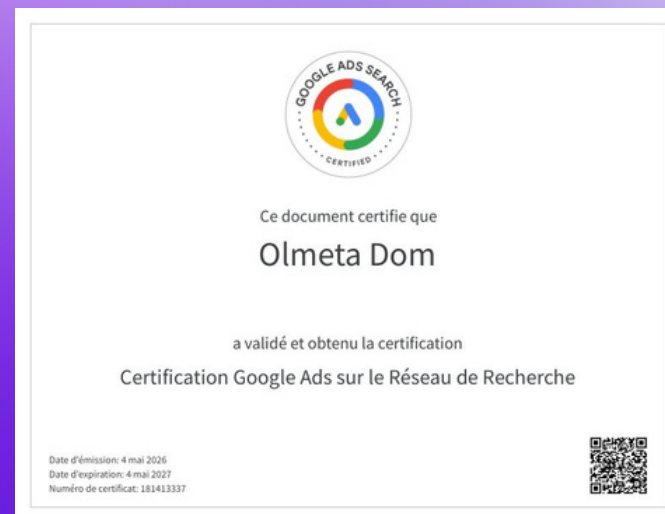 GOOGLE ADS SEARCH
CERTIFIED
Ce document certifie que
Olmeta Dom
a validé et obtenu la certification
Certification Google Ads sur le Réseau de Recherche
Date d'émission: 4 mai 2026
Date d'expiration: 4 mai 2027
Numéro de certificat: 181413337